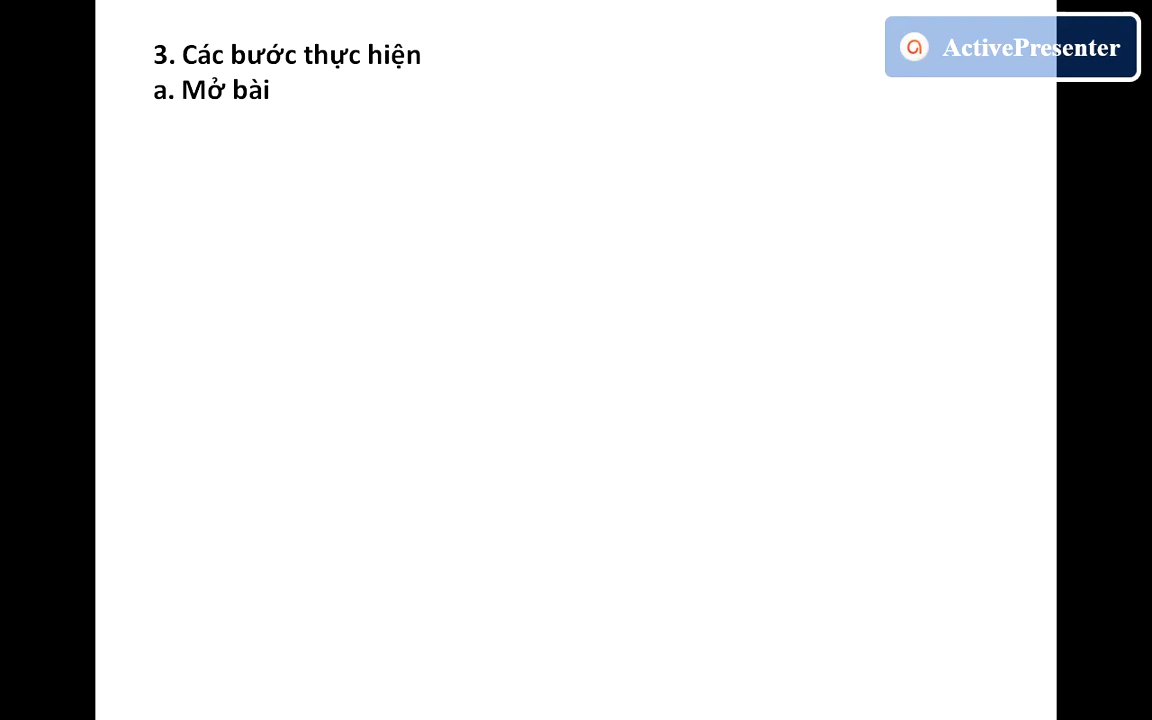 3. Các bước thực hiện
a. Mở bài
ActivePresenter